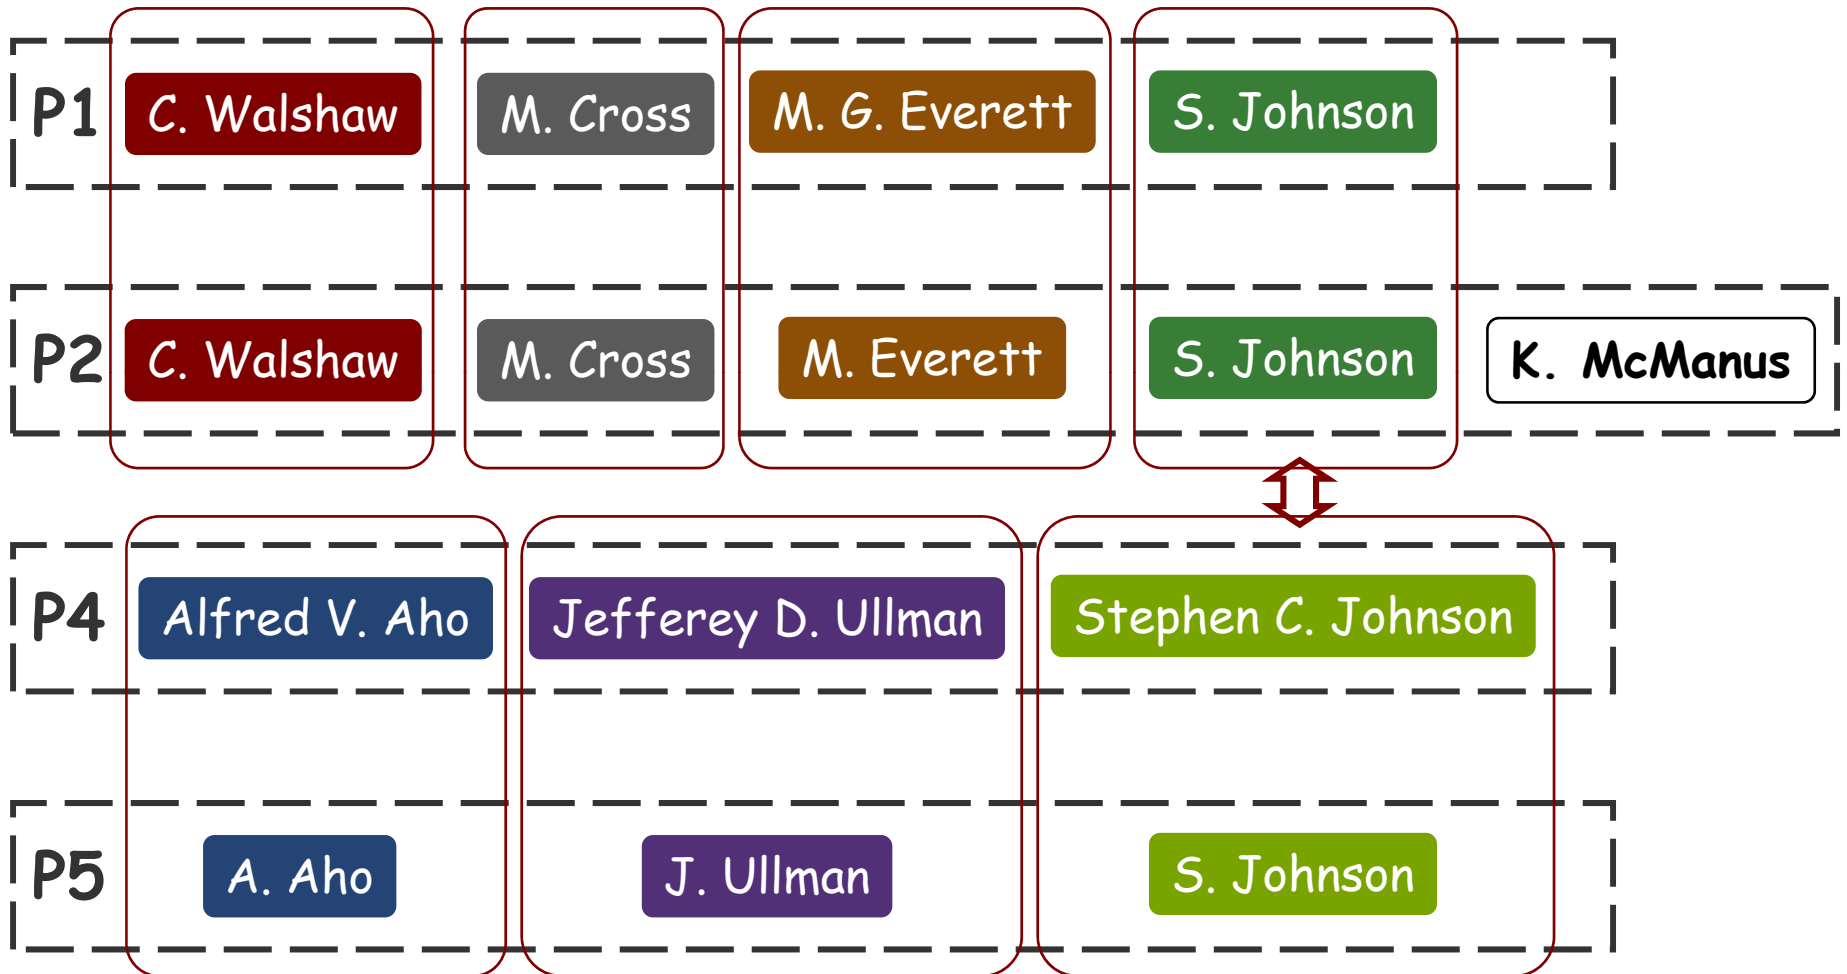 P1 C. Walshaw M. Cross M. G. Everett S. Johnson
P2 C. Walshaw M. Cross M. Everett S. Johnson K. McManus
P4 Alfred V. Aho Jefferey D. Ullman Stephen C. Johnson
P5 A. Aho J. Ullman S. Johnson